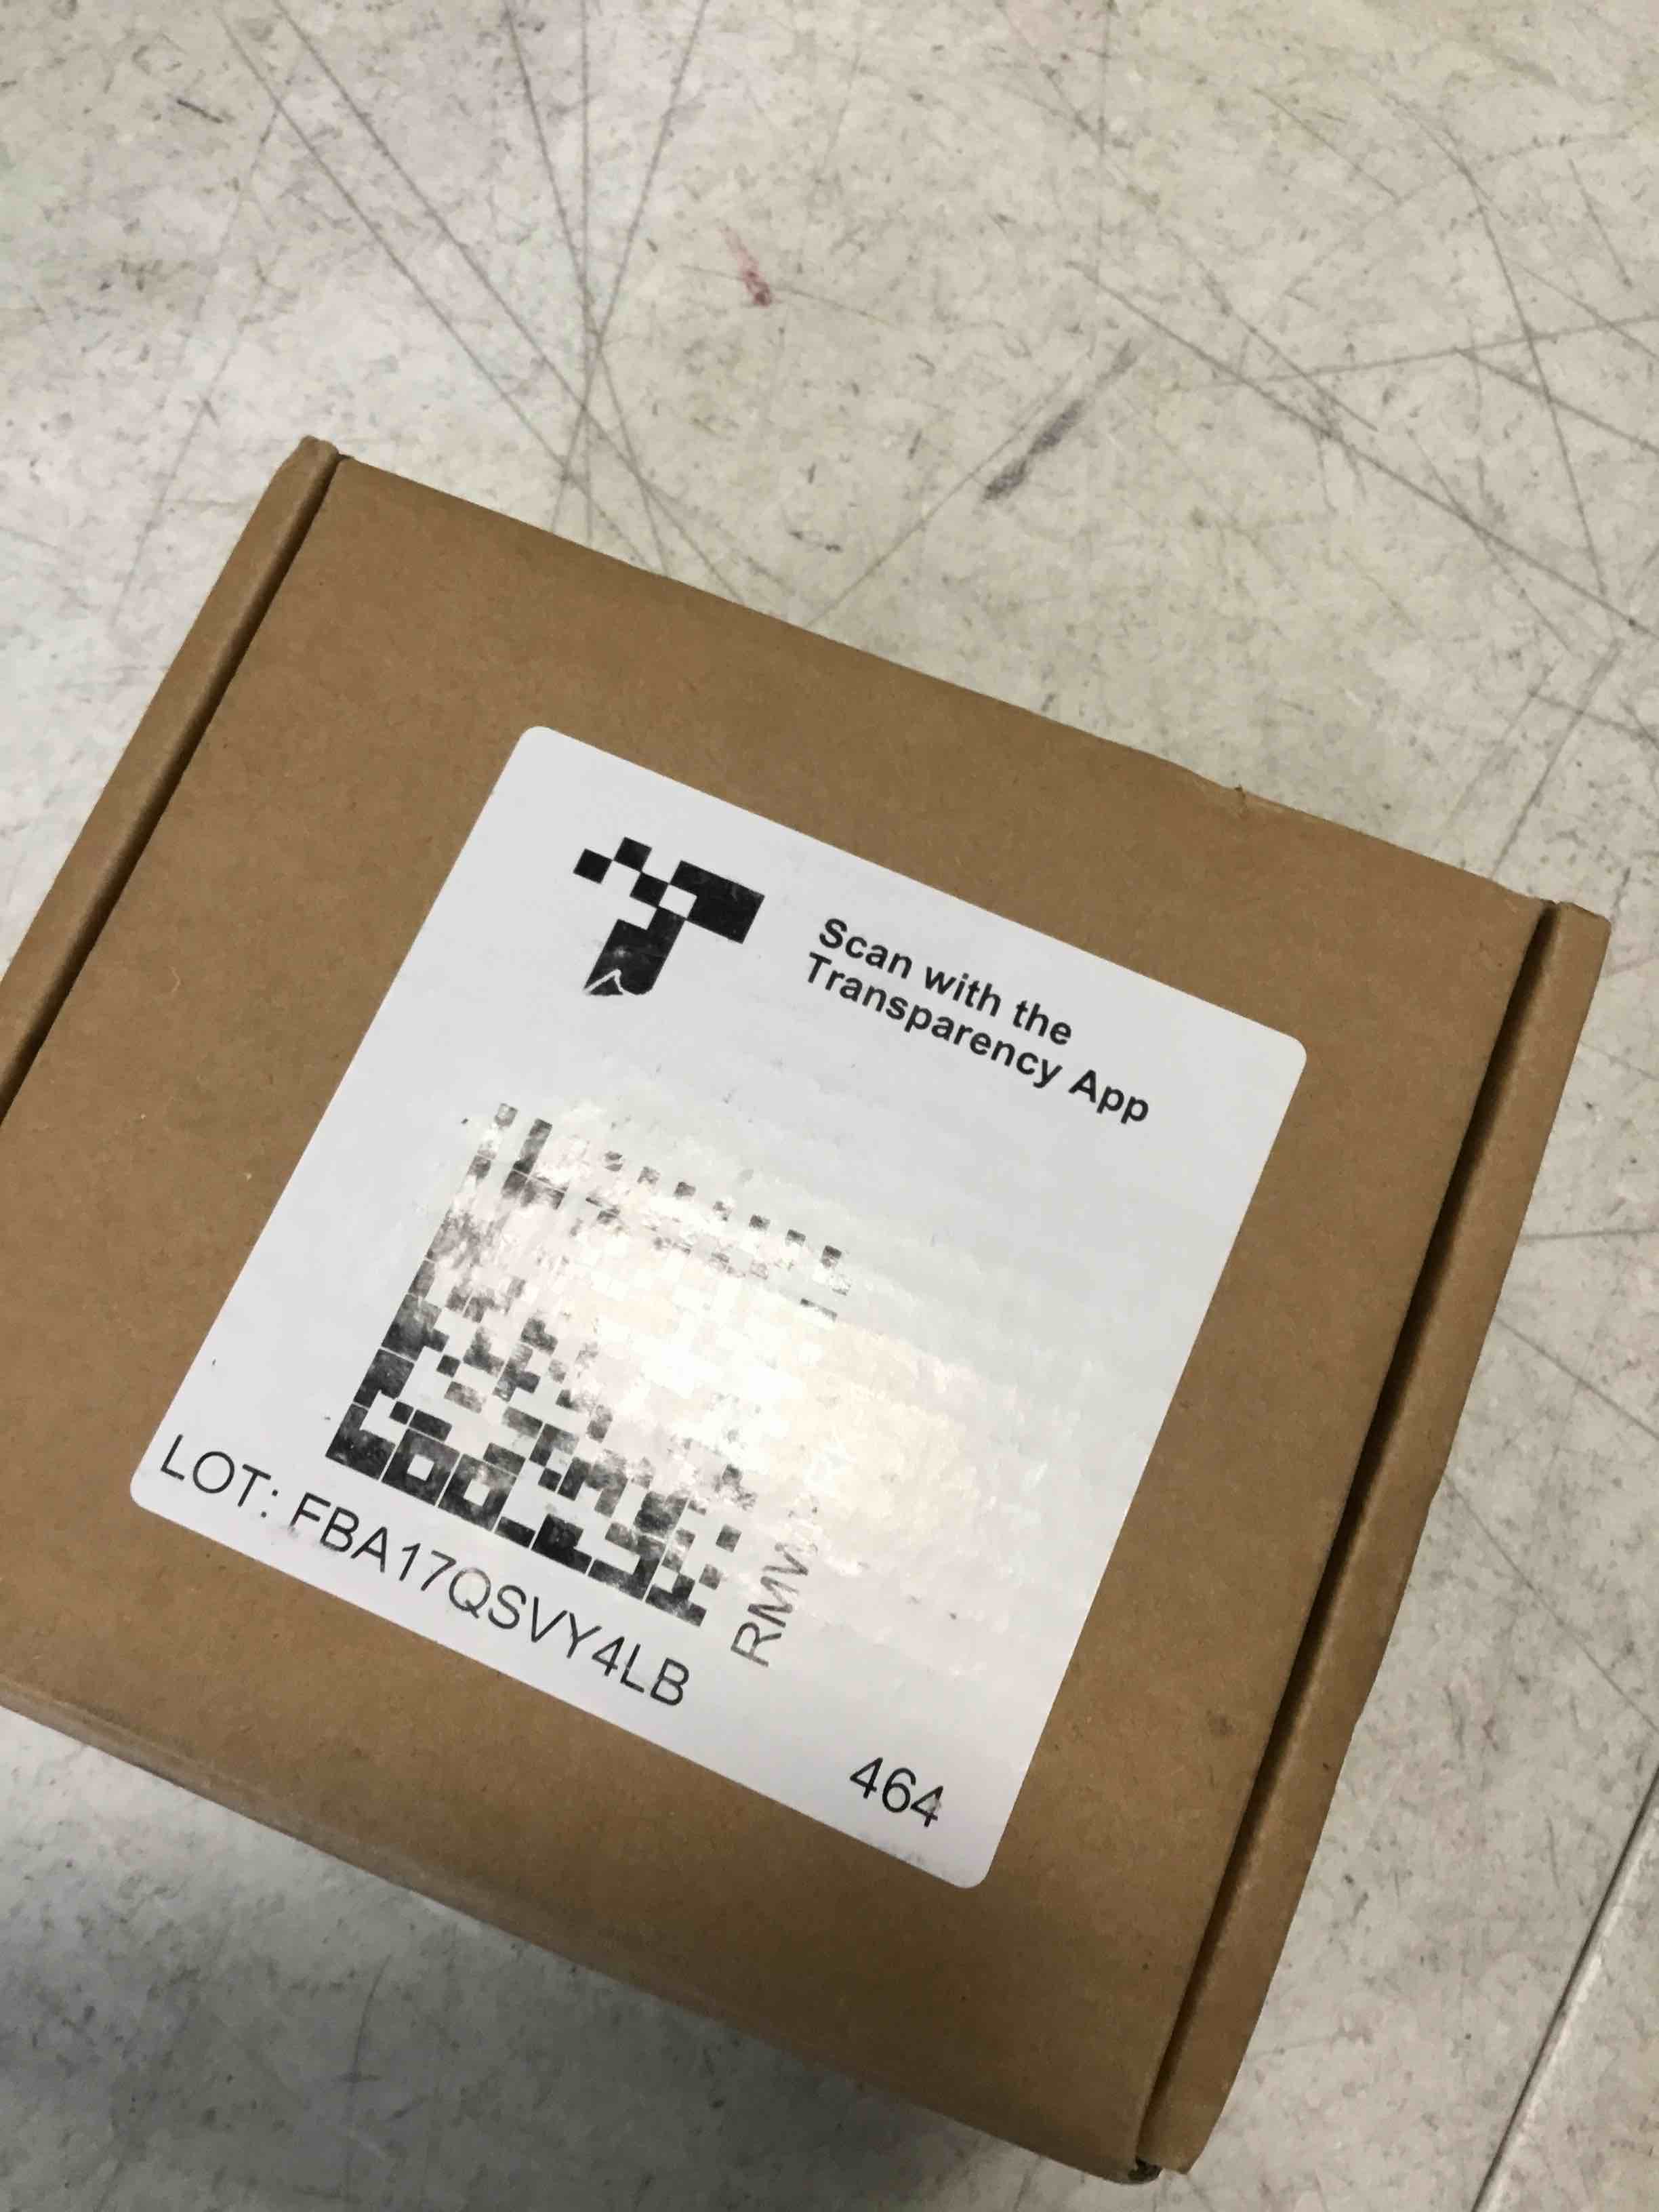 Scan with the
Transparency App
LOT: FBA17QSVY4LB
464